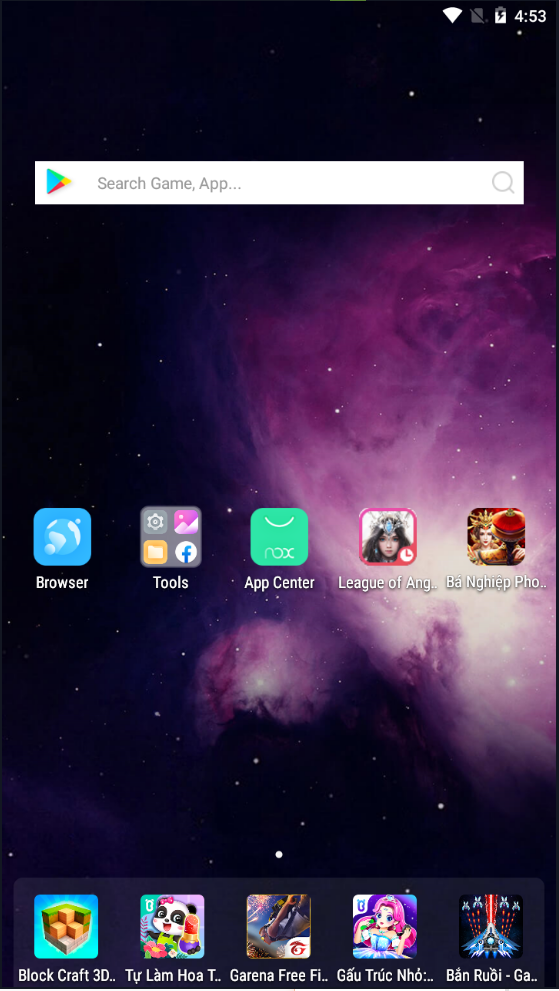 4:53
Search Game, App...
nox
Browser
Tools
App Center
League of Ang..
Bá Nghiệp Pho..
Block Craft 3D..
Tự Làm Hoa T..
Garena Free Fi..
Gấu Trúc Nhỏ:..
Bắn Ruồi - Ga..